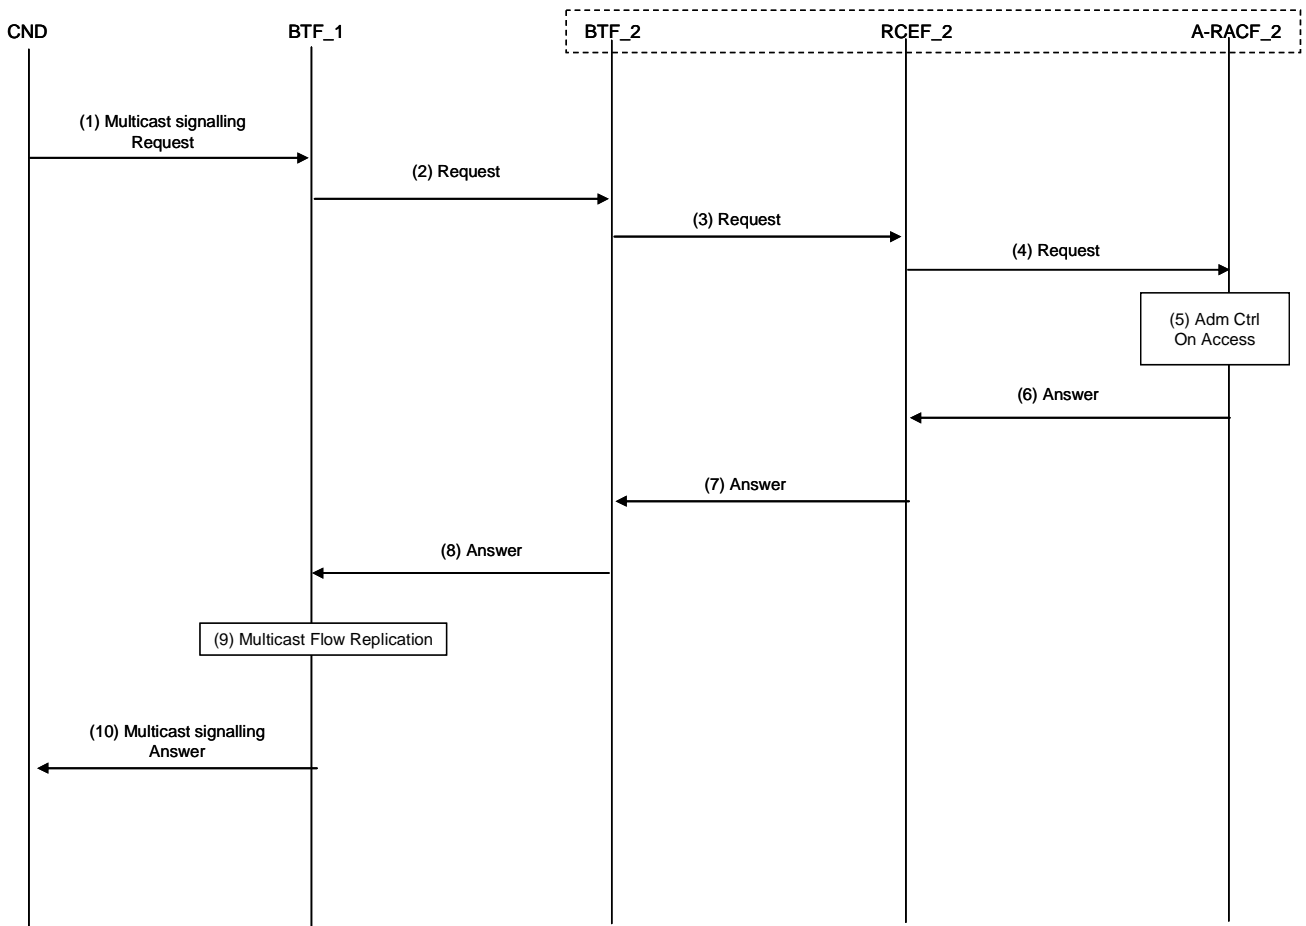 CND
BTF_1
BTF_2
RCEF_2
A-RACF_2
(1) Multicast signalling
Request
(2) Request
(3) Request
(4) Request
(5) Adm Ctrl
On Access
(6) Answer
(7) Answer
(8) Answer
(9) Multicast Flow Replication
(10) Multicast signalling
Answer